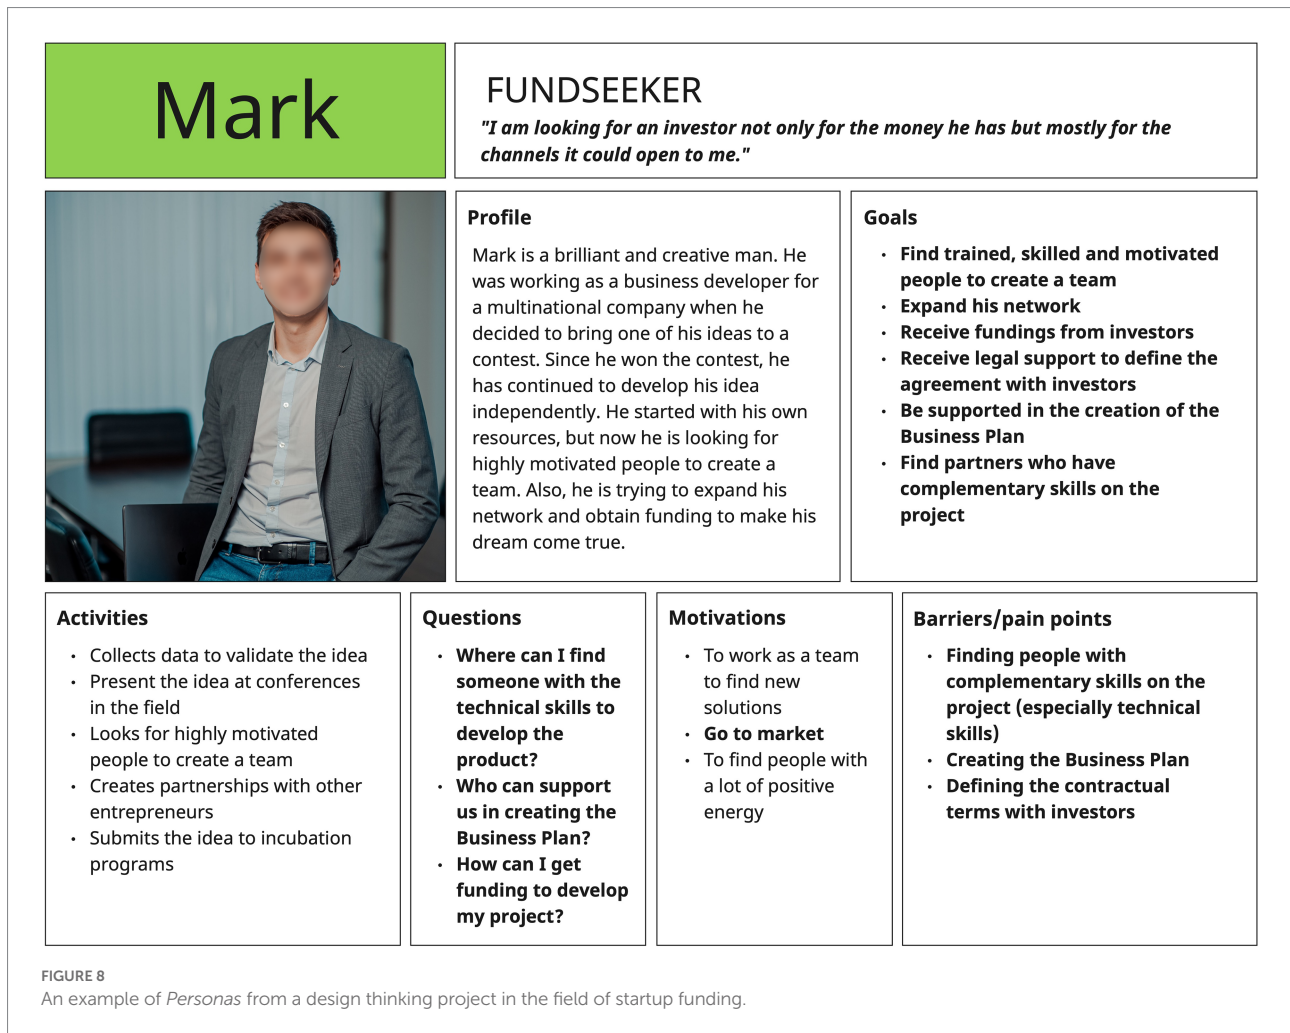 Mark
FUNDSEEKER
"I am looking for an investor not only for the money he has but mostly for the
channels it could open to me."
Profile
Mark is a brilliant and creative man. He
was working as a business developer for
a multinational company when he
decided to bring one of his ideas to a
contest. Since he won the contest, he
has continued to develop his idea
independently. He started with his own
resources, but now he is looking for
highly motivated people to create a
team. Also, he is trying to expand his
network and obtain funding to make his
dream come true.
Goals
• Find trained, skilled and motivated
people to create a team
• Expand his network
• Receive fundings from investors
• Receive legal support to define the
agreement with investors
• Be supported in the creation of the
Business Plan
• Find partners who have
complementary skills on the
project
Activities
• Collects data to validate the idea
• Present the idea at conferences
in the field
• Looks for highly motivated
people to create a team
• Creates partnerships with other
entrepreneurs
• Submits the idea to incubation
programs
Questions
• Where can I find
someone with the
technical skills to
develop the
product?
• Who can support
us in creating the
Business Plan?
• How can I get
funding to develop
my project?
Motivations
• To work as a team
to find new
solutions
• Go to market
• To find people with
a lot of positive
energy
Barriers/pain points
• Finding people with
complementary skills on the
project (especially technical
skills)
• Creating the Business Plan
• Defining the contractual
terms with investors
FIGURE 8
An example of Personas from a design thinking project in the field of startup funding.